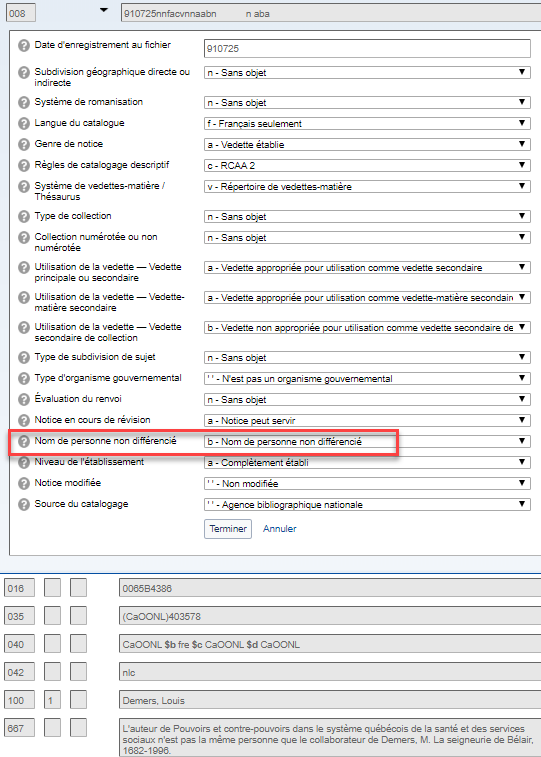 008 910725nnfacvnnaabn n aba
Date d'enregistrement au fichier 910725
Subdivision géographique directe ou
indirecte n - Sans objet
Système de romanisation n - Sans objet
Langue du catalogue f - Français seulement
Genre de notice a - Vedette établie
Règles de catalogage descriptif c - RCAA 2
Système de vedettes-matière /
Thésaurus v - Répertoire de vedettes-matière
Type de collection n - Sans objet
Collection numérotée ou non
numérotée n - Sans objet
Utilisation de la vedette — Vedette
principale ou secondaire a - Vedette appropriée pour utilisation comme vedette secondaire
Utilisation de la vedette — Vedette-
matière secondaire a - Vedette appropriée pour utilisation comme vedette-matière secondaire
Utilisation de la vedette — Vedette
secondaire de collection b - Vedette non appropriée pour utilisation comme vedette secondaire de
Type de subdivision de sujet n - Sans objet
Type d'organisme gouvernemental ' ' - N'est pas un organisme gouvernemental
Évaluation du renvoi n - Sans objet
Notice en cours de révision a - Notice peut servir
Nom de personne non différencié b - Nom de personne non différencié
Niveau de l'établissement a - Complètement établi
Notice modifiée ' ' - Non modifiée
Source du catalogage ' ' - Agence bibliographique nationale
Terminer Annuler
016 0065B4386
035 (CaOONL)403578
040 CaOONL $b fre $c CaOONL $d CaOONL
042 nlc
100 1 Demers, Louis
667 L'auteur de Pouvoirs et contre-pouvoirs dans le système québécois de la santé et des services
sociaux n'est pas la même personne que le collaborateur de Demers, M. La seigneurie de Bélair,
1682-1996.